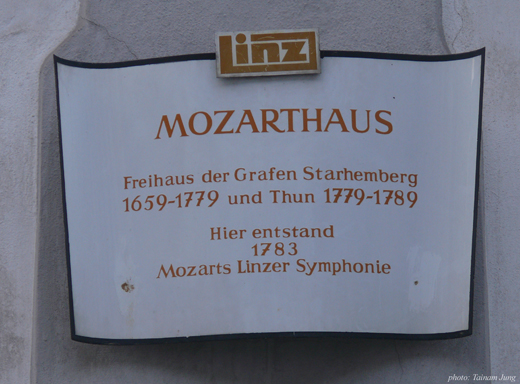 Linz
MOZARTHAUS
Freihaus der Grafen Starhemberg
1659-1779 und Thun 1779-1789
Hier entstand
1783
Mozarts Linzer Symphonie
photo: Tainam Jung